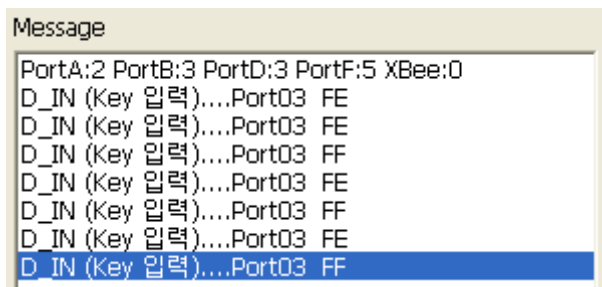 Message
PortA:2 PortB:3 PortD:3 PortF:5 XBee:0
D_IN (Key 입력)....Port03 FE
D_IN (Key 입력)....Port03 FE
D_IN (Key 입력)....Port03 FF
D_IN (Key 입력)....Port03 FE
D_IN (Key 입력)....Port03 FF
D_IN (Key 입력)....Port03 FE
D_IN (Key 입력)....Port03 FF